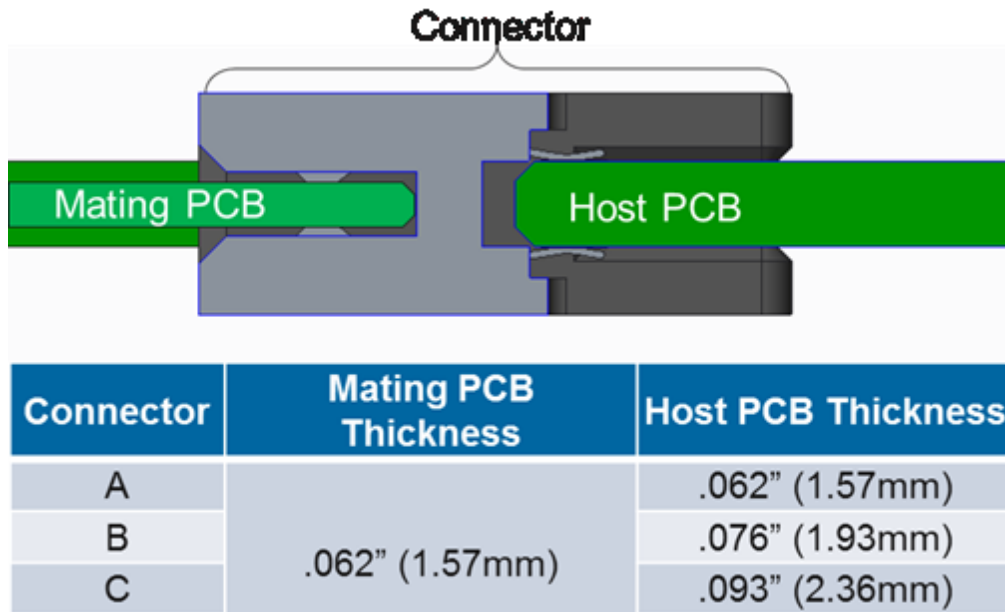 Connector
Mating PCB
Host PCB
Connector
Mating PCB
Thickness
Host PCB Thickness
A
.062” (1.57mm)
.062” (1.57mm)
B
.076” (1.93mm)
C
.093” (2.36mm)